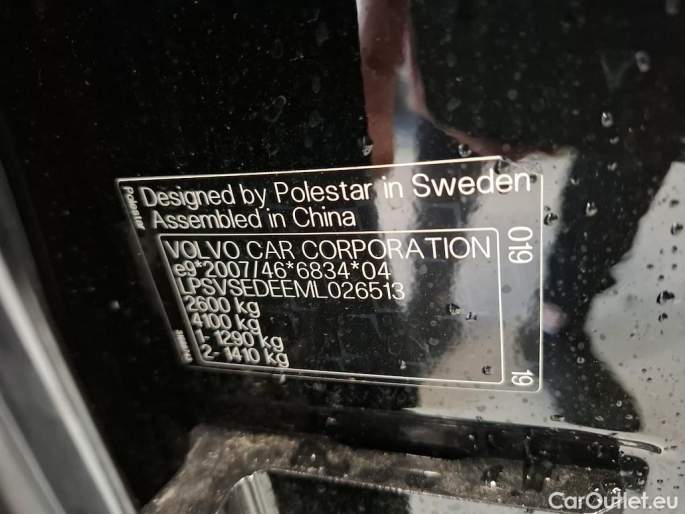 Polestar
Designed by Polestar in Sweden
Assembled in China
VOLVO CAR CORPORATION
e9*2007/46*6834*04
LPSVSEDEEML026513
2600 kg
4100 kg
1- 1290 kg
2- 1410 kg
019
19
CarOutlet.eu